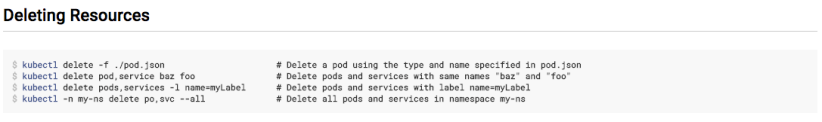 Deleting Resources
$ kubectl delete -f ./pod.json # Delete a pod using the type and name specified in pod.json
$ kubectl delete pod,service baz foo # Delete pods and services with same names "baz" and "foo"
$ kubectl delete pods,services -l name=myLabel # Delete pods and services with label name=myLabel
$ kubectl -n my-ns delete po,svc --all # Delete all pods and services in namespace my-ns